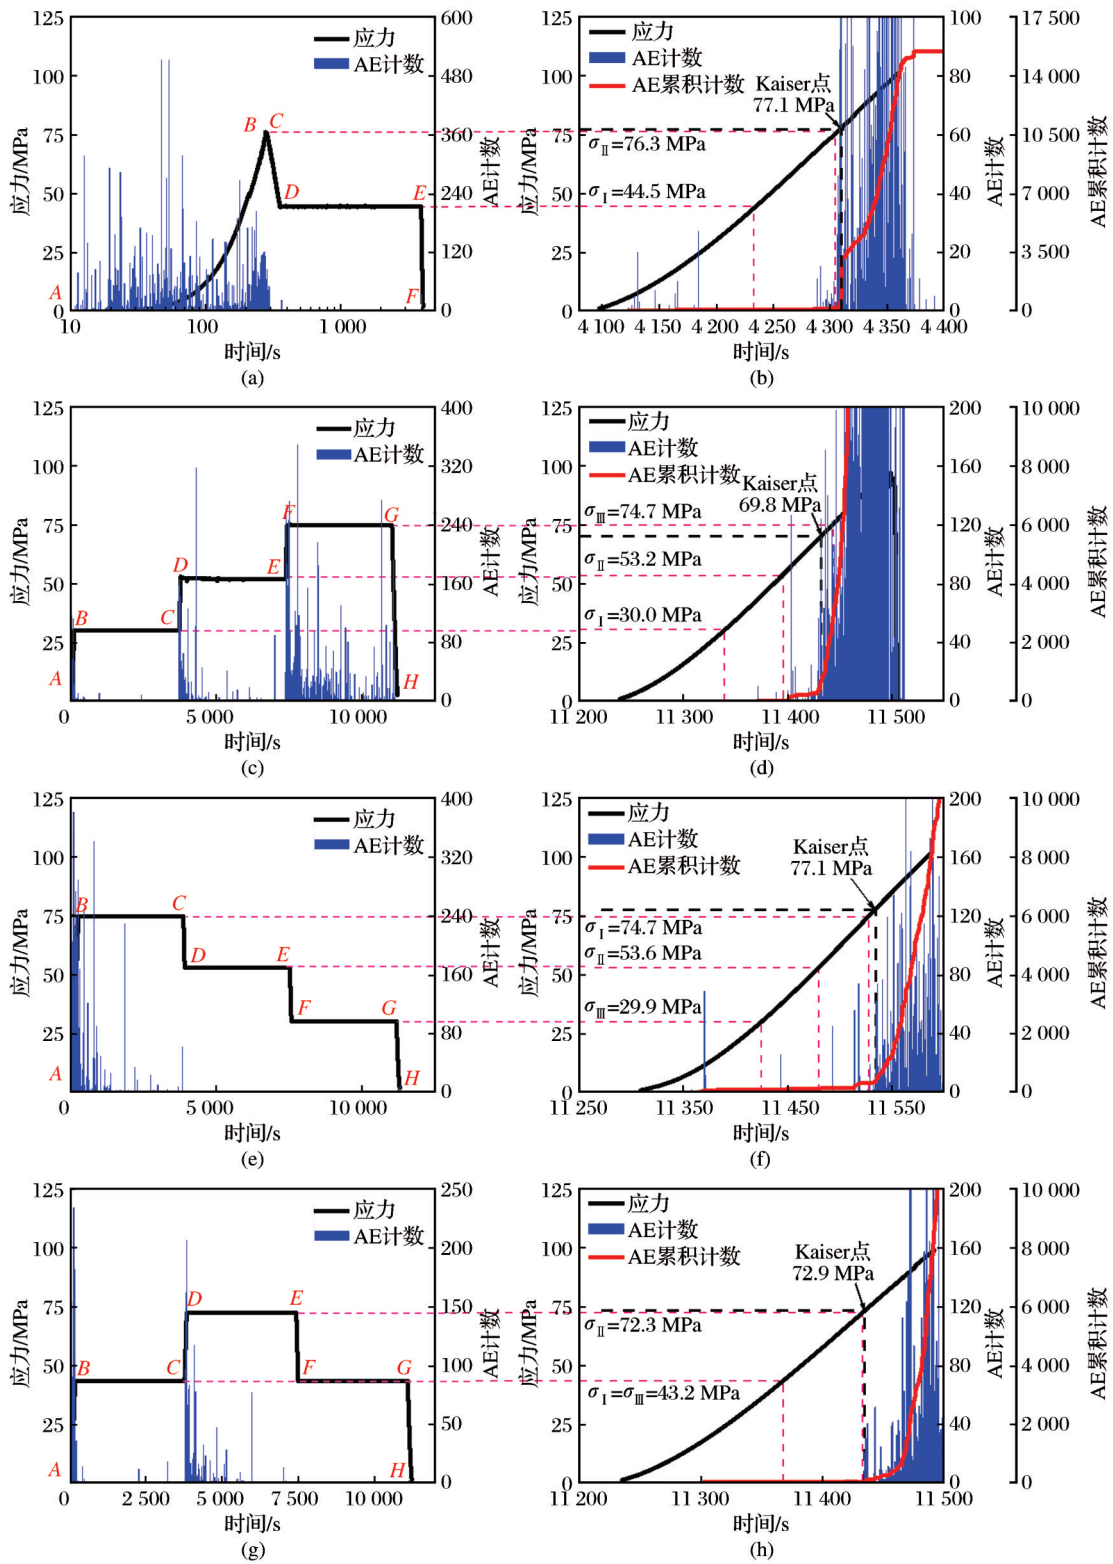 125
100
75
50
25
0
应力/MPa
600
480
360
240
120
0
AE计数
应力
AE计数
A
B C
D
E
F
10
100
1 000
时间/s
(a)
125
100
75
50
25
0
应力/MPa
应力
AE计数
AE累积计数
Kaiser点
77.1 MPa
σⅡ=76.3 MPa
σⅠ=44.5 MPa
100
80
60
40
20
0
AE计数
17 500
14 000
10 500
7 000
3 500
0
AE累积计数
4 100
4 150
4 200
4 250
4 300
4 350
4 400
时间/s
(b)
125
100
75
50
25
0
应力/MPa
400
320
240
160
80
0
AE计数
应力
AE计数
A
B
C
D
E
F
G
H
0
5 000
10 000
时间/s
(c)
125
100
75
50
25
0
应力/MPa
应力
AE计数
AE累积计数
Kaiser点
69.8 MPa
σⅢ=74.7 MPa
σⅡ=53.2 MPa
σⅠ=30.0 MPa
200
160
120
80
40
0
AE计数
10 000
8 000
6 000
4 000
2 000
0
AE累积计数
11 200
11 300
11 400
11 500
时间/s
(d)
125
100
75
50
25
0
应力/MPa
400
320
240
160
80
0
AE计数
应力
AE计数
A
B
C
D
E
F
G
H
0
5 000
10 000
时间/s
(e)
125
100
75
50
25
0
应力/MPa
应力
AE计数
AE累积计数
Kaiser点
77.1 MPa
σⅠ=74.7 MPa
σⅡ=53.6 MPa
σⅢ=29.9 MPa
200
160
120
80
40
0
AE计数
10 000
8 000
6 000
4 000
2 000
0
AE累积计数
11 250
11 350
11 450
11 550
时间/s
(f)
125
100
75
50
25
0
应力/MPa
250
200
150
100
50
0
AE计数
应力
AE计数
A
B
C
D
E
F
G
H
0
2 500
5 000
7 500
10 000
时间/s
(g)
125
100
75
50
25
0
应力/MPa
应力
AE计数
AE累积计数
Kaiser点
72.9 MPa
σⅡ=72.3 MPa
σⅠ=σⅢ=43.2 MPa
200
160
120
80
40
0
AE计数
10 000
8 000
6 000
4 000
2 000
0
AE累积计数
11 200
11 300
11 400
11 500
时间/s
(h)